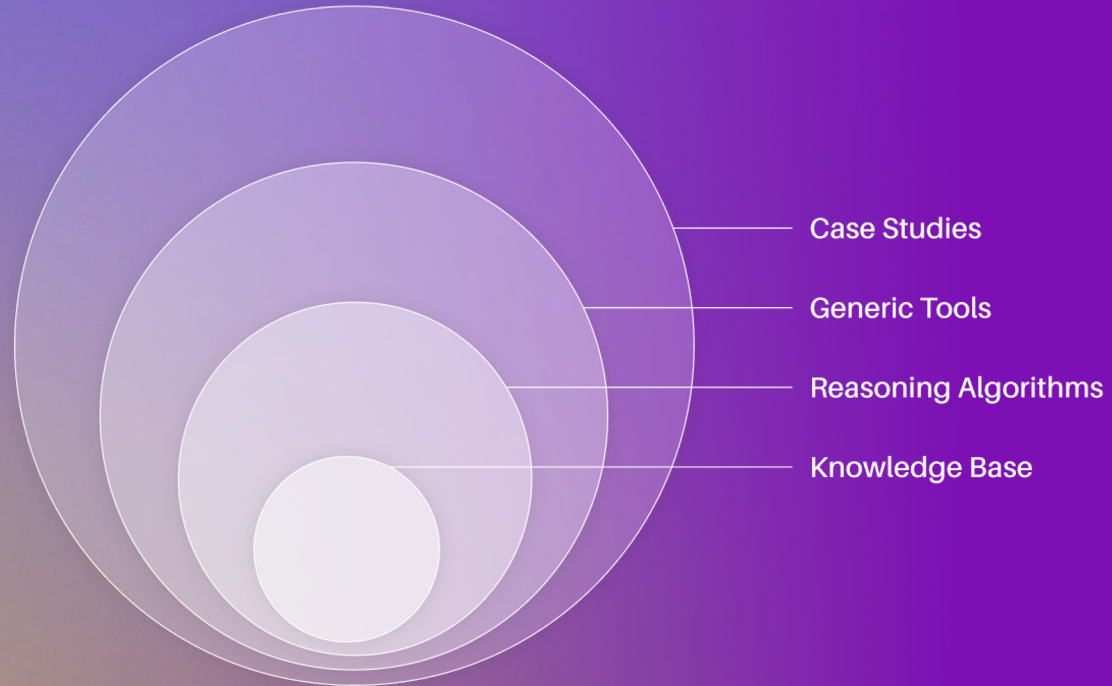 Case Studies
Generic Tools
Reasoning Algorithms
Knowledge Base